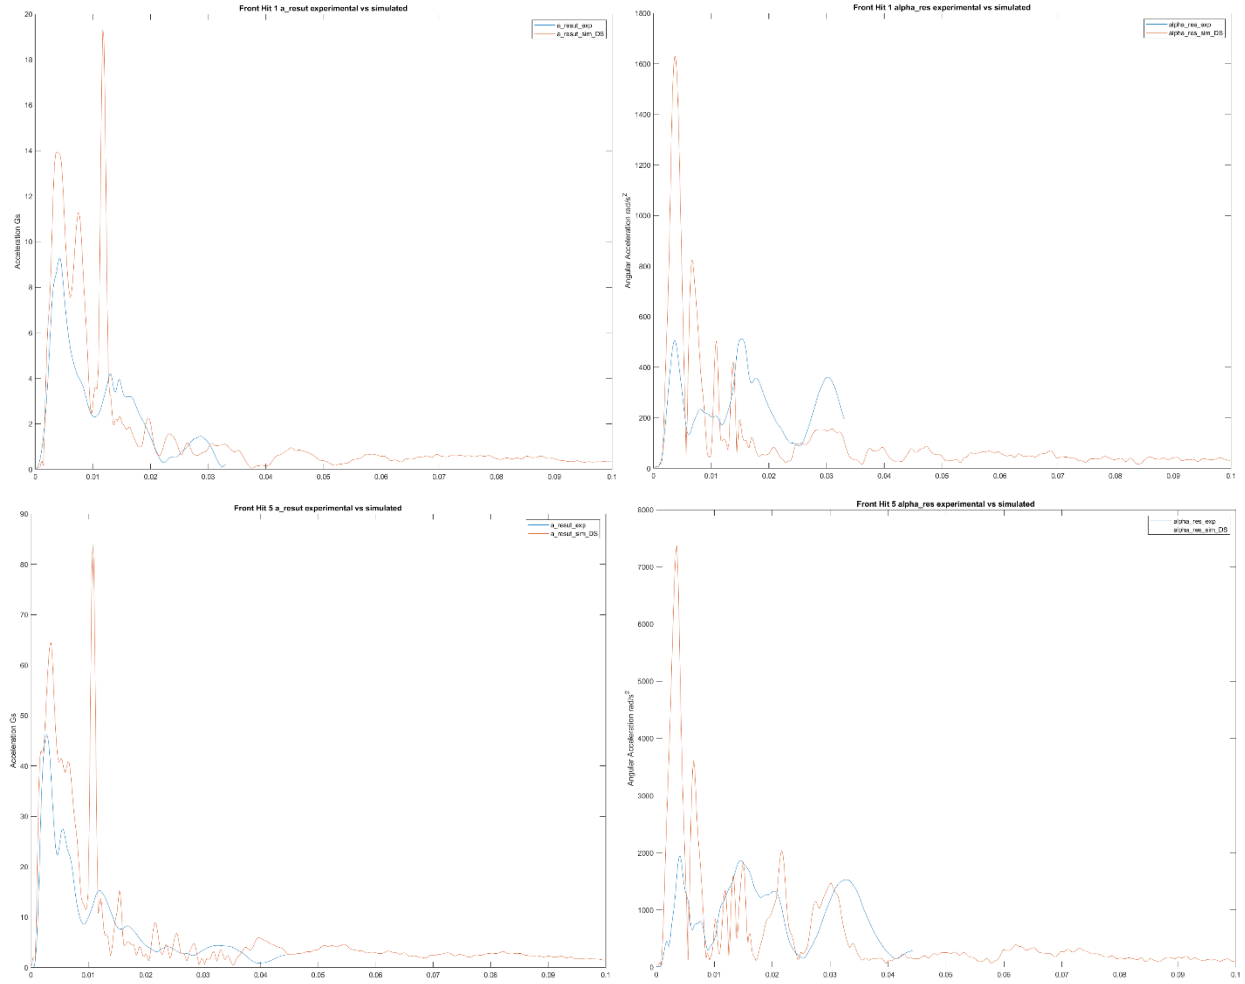 Front Hit 1 a_resut experimental vs simulated
a_resut_exp
a_resut_sim_DS
Acceleration Gs
20
18
16
14
12
10
8
6
4
2
0
0 0.01 0.02 0.03 0.04 0.05 0.06 0.07 0.08 0.09 0.1
Front Hit 1 alpha_res experimental vs simulated
alpha_res_exp
alpha_res_sim_DS
Angular Acceleration rad/s²
1800
1600
1400
1200
1000
800
600
400
200
0
0 0.01 0.02 0.03 0.04 0.05 0.06 0.07 0.08 0.09 0.1
Front Hit 5 a_resut experimental vs simulated
a_resut_exp
a_resut_sim_DS
Acceleration Gs
90
80
70
60
50
40
30
20
10
0
0 0.01 0.02 0.03 0.04 0.05 0.06 0.07 0.08 0.09 0.1
Front Hit 5 alpha_res experimental vs simulated
alpha_res_exp
alpha_res_sim_DS
Angular Acceleration rad/s²
8000
7000
6000
5000
4000
3000
2000
1000
0
0 0.01 0.02 0.03 0.04 0.05 0.06 0.07 0.08 0.09 0.1